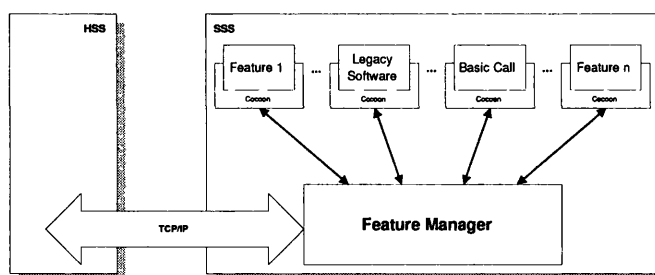 HSS
SSS
Feature 1
...
Legacy
Software
...
Basic Call
...
Feature n
Cocoon
Cocoon
Cocoon
Cocoon
Feature Manager
TCP/IP